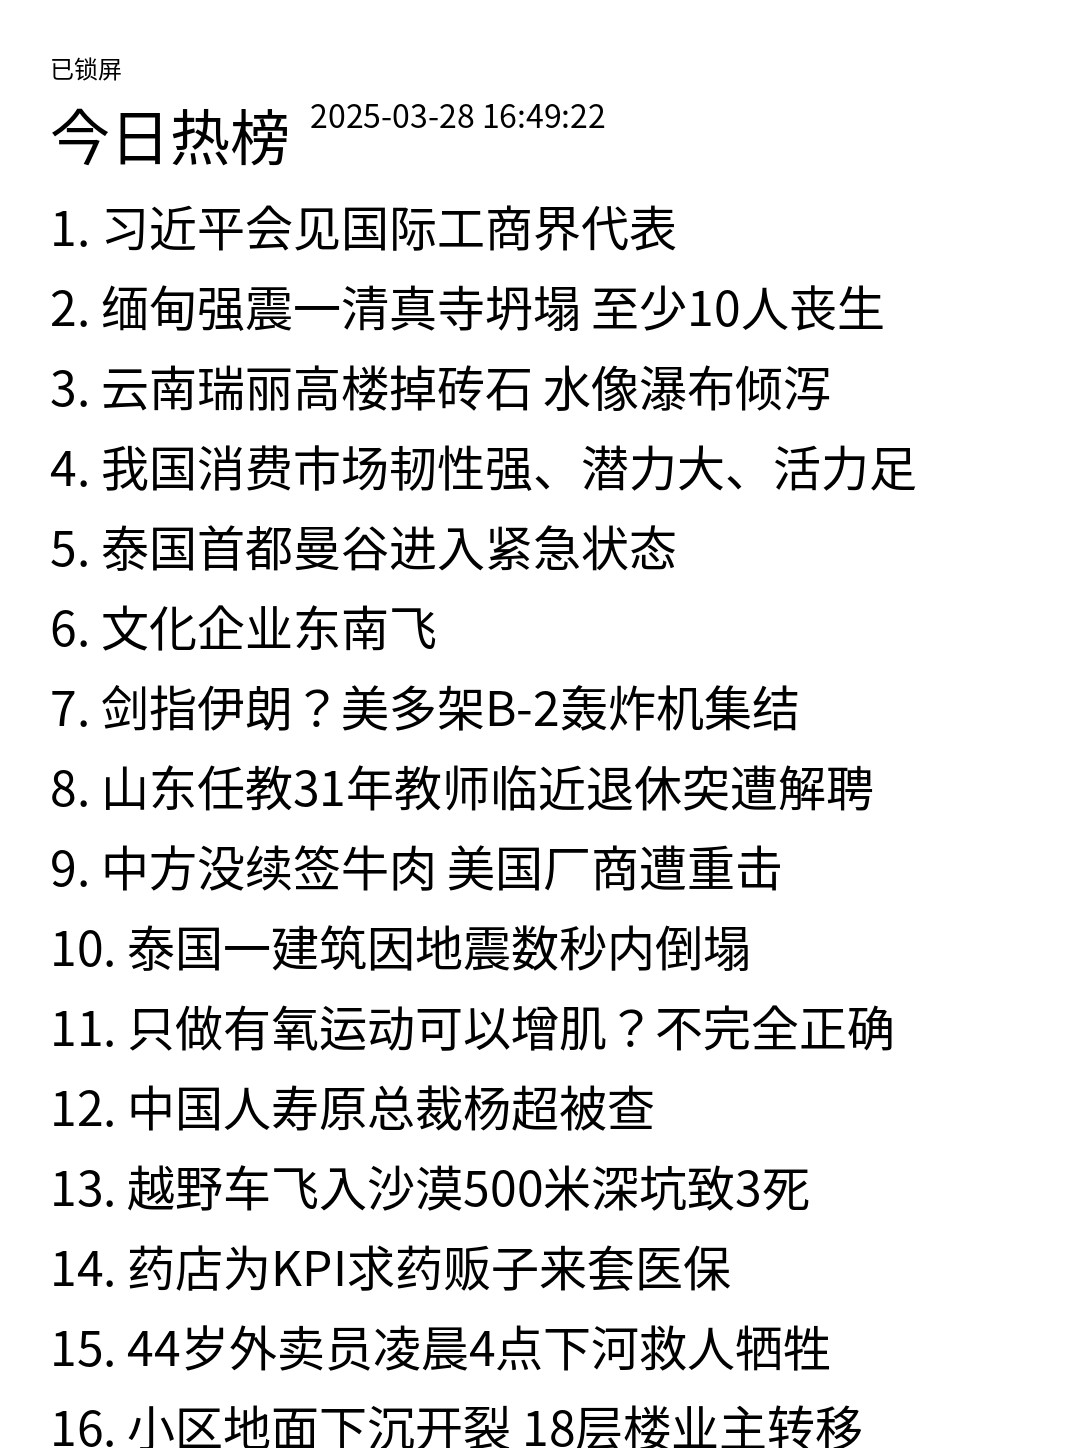 已锁屏
今日热榜 2025-03-28 16:49:22
1. 习近平会见国际工商界代表
2. 缅甸强震一清真寺坍塌 至少10人丧生
3. 云南瑞丽高楼掉砖石 水像瀑布倾泻
4. 我国消费市场韧性强、潜力大、活力足
5. 泰国首都曼谷进入紧急状态
6. 文化企业东南飞
7. 剑指伊朗？美多架B-2轰炸机集结
8. 山东任教31年教师临近退休突遭解聘
9. 中方没续签牛肉 美国厂商遭重击
10. 泰国一建筑因地震数秒内倒塌
11. 只做有氧运动可以增肌？不完全正确
12. 中国人寿原总裁杨超被查
13. 越野车飞入沙漠500米深坑致3死
14. 药店为KPI求药贩子来套医保
15. 44岁外卖员凌晨4点下河救人牺牲
16. 小区地面下沉开裂 18层楼业主转移